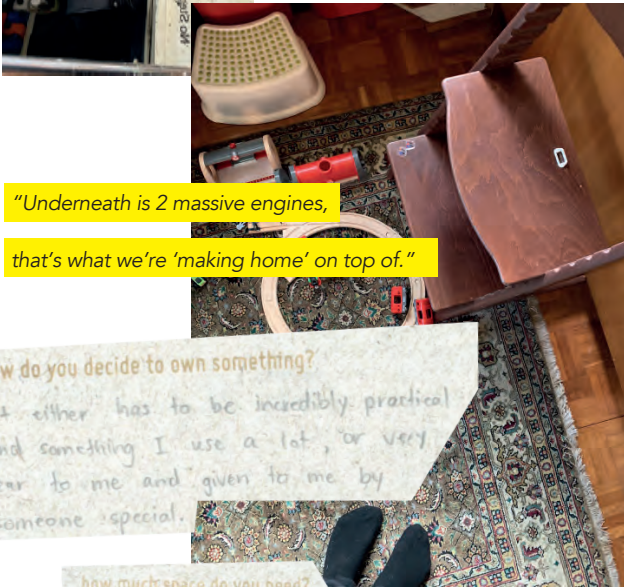 No Ste
"Underneath is 2 massive engines,
that's what we're 'making home' on top of."
w do you decide to own something?
either has to be incredibly practical
nd something I use a lot, or very
ear to me and given to me by
someone special.
how much space do you need?